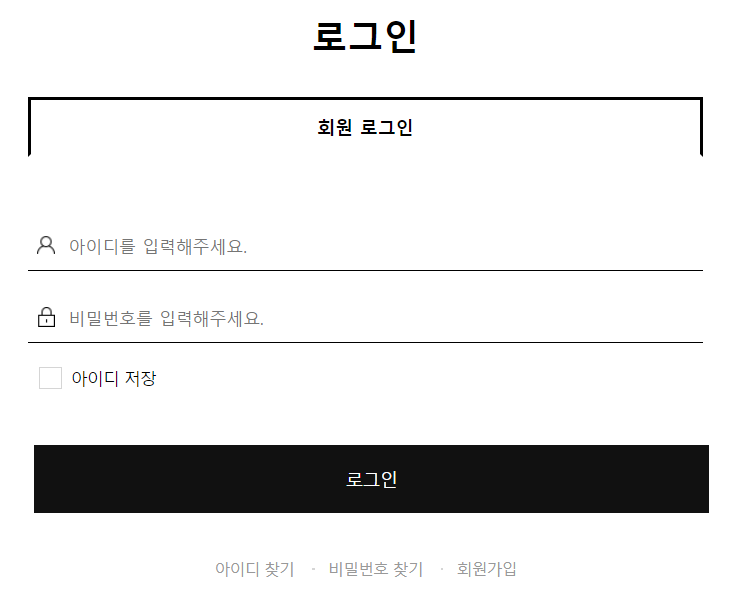 로그인
회원 로그인
아이디를 입력해주세요.
비밀번호를 입력해주세요.
아이디 저장
로그인
아이디 찾기 · 비밀번호 찾기 · 회원가입